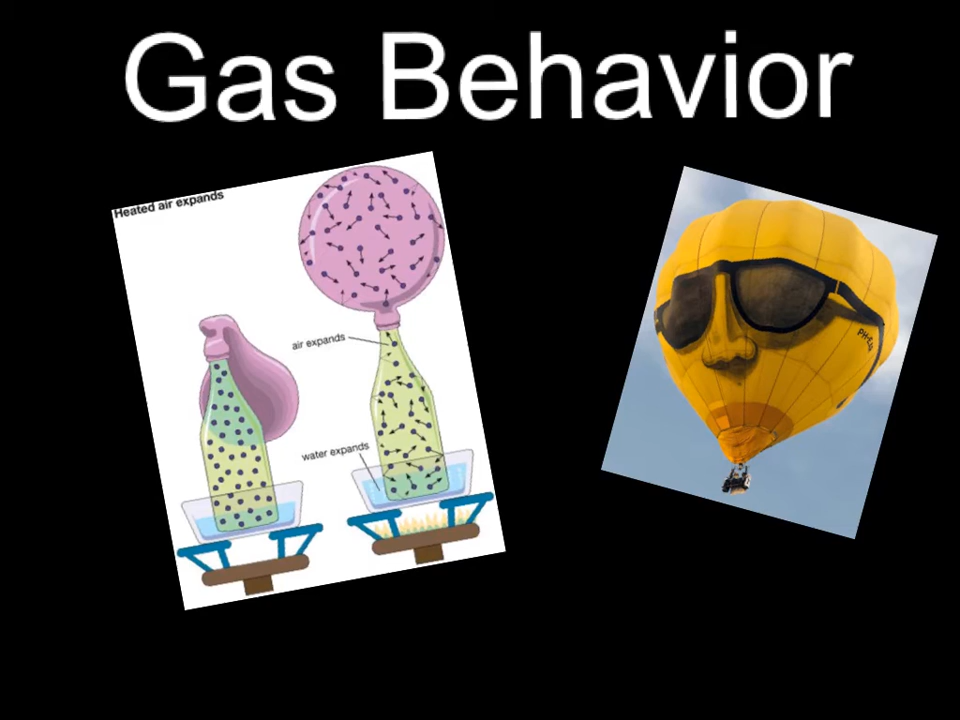 Gas Behavior
Heated air expands
air expands
water expands